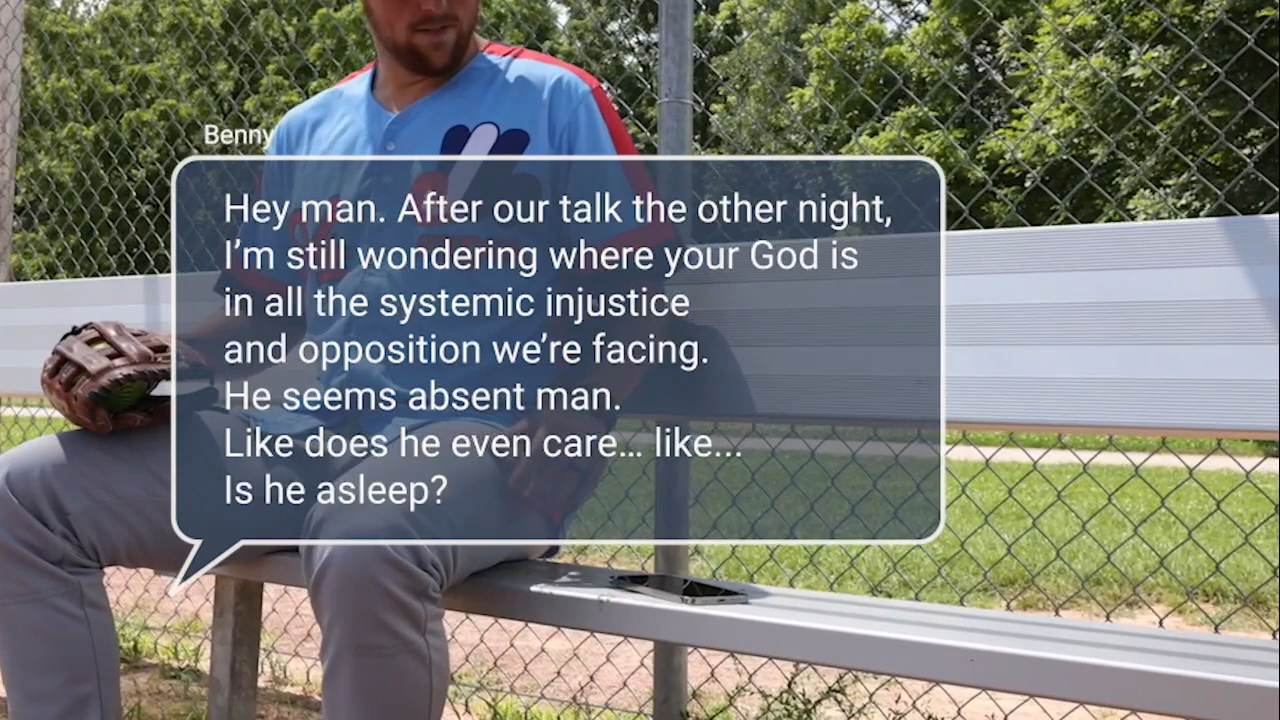 Benny
Hey man. After our talk the other night,
I’m still wondering where your God is
in all the systemic injustice
and opposition we’re facing.
He seems absent man.
Like does he even care… like...
Is he asleep?